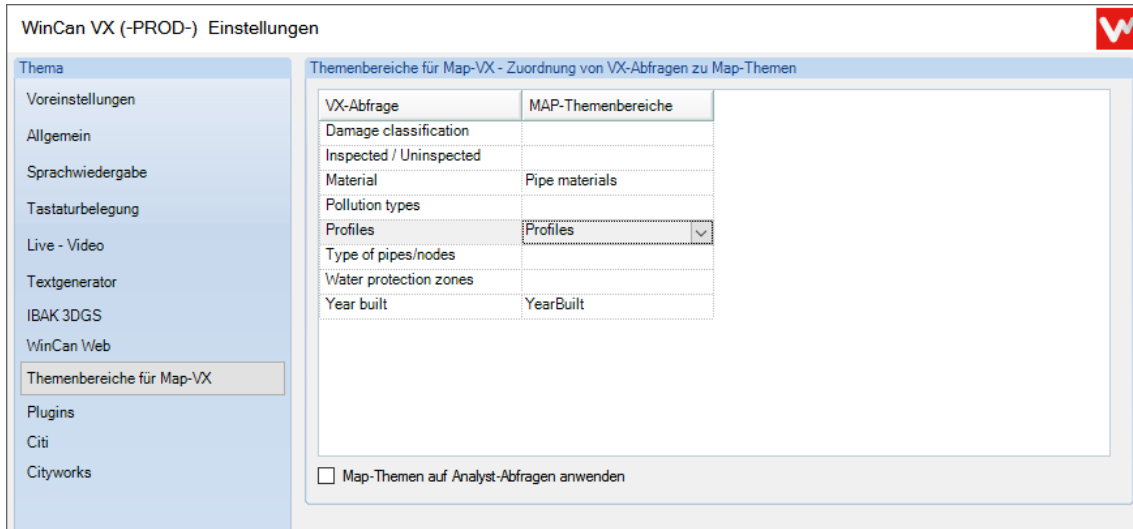 WinCan VX (-PROD-) Einstellungen
Thema
Voreinstellungen
Allgemein
Sprachwiedergabe
Tastaturbelegung
Live - Video
Textgenerator
IBAK 3DGS
WinCan Web
Themenbereiche für Map-VX
Plugins
Citi
Cityworks
Themenbereiche für Map-VX - Zuordnung von VX-Abfragen zu Map-Themen
VX-Abfrage MAP-Themenbereiche
Damage classification
Inspected / Uninspected
Material Pipe materials
Pollution types
Profiles Profiles
Type of pipes/nodes
Water protection zones
Year built YearBuilt
Map-Themen auf Analyst-Abfragen anwenden